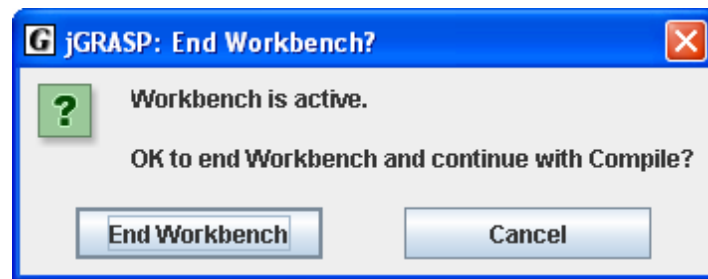 G jGRASP: End Workbench?
?
Workbench is active.
OK to end Workbench and continue with Compile?
End Workbench Cancel